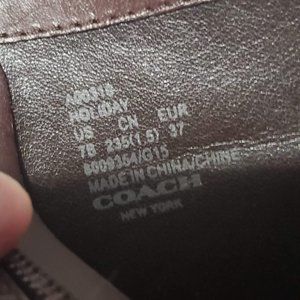 HOLIDAY
US CN EUR
7B 235(1.5) 37
MADE IN CHINA/CHINE
COACH
NEW YORK